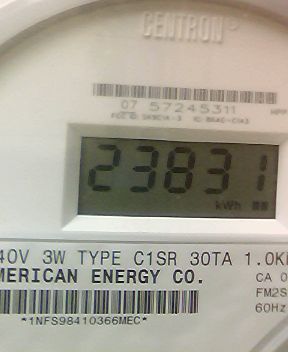 CENTRON®
07 57245311
23831
kWh
40V 3W TYPE C1SR 30TA 1.0K
MERICAN ENERGY CO.
CA 0
FM2S
60Hz
*1NFS98410366MEC*